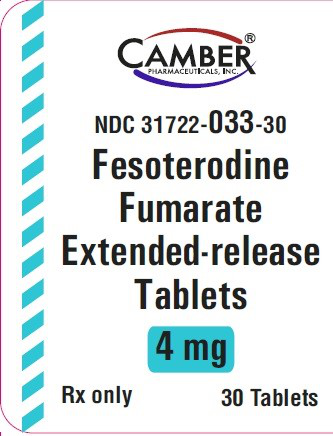 CAMBER®
PHARMACEUTICALS, INC.
NDC 31722-033-30
Fesoterodine
Fumarate
Extended-release
Tablets
4 mg
Rx only 30 Tablets